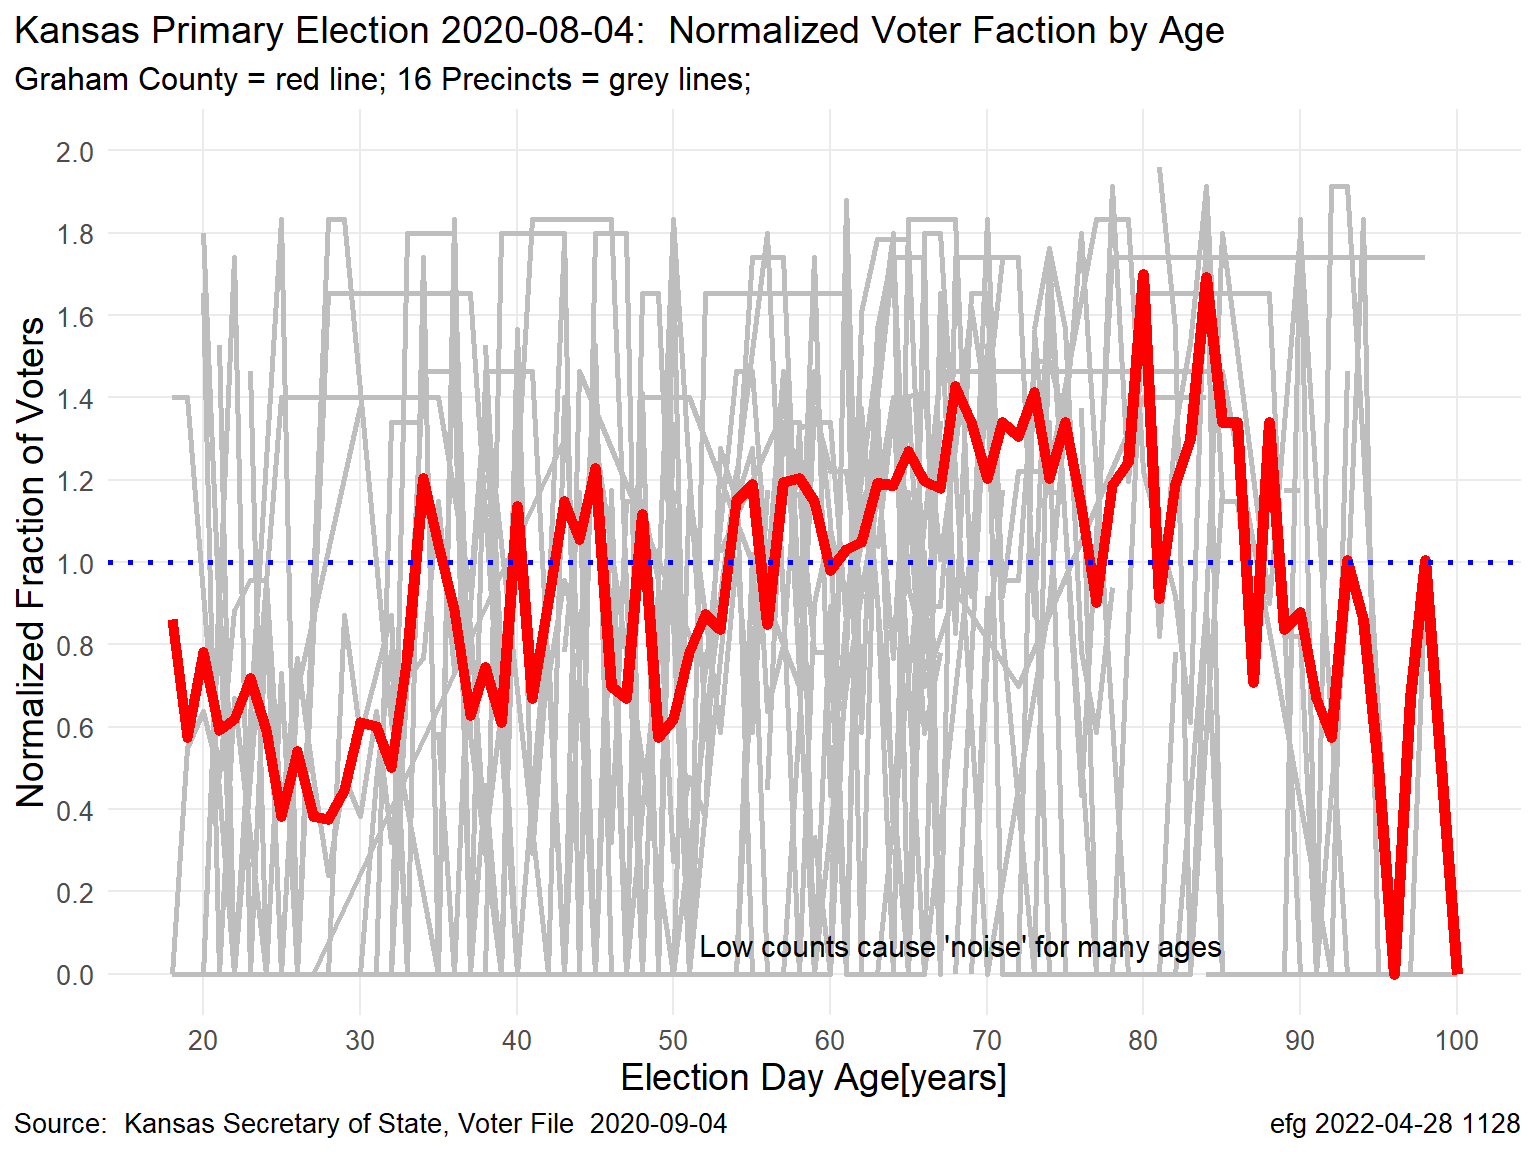 Kansas Primary Election 2020-08-04:  Normalized Voter Faction by Age
Graham County = red line; 16 Precincts = grey lines;
Normalized Fraction of Voters
2.0
1.8
1.6
1.4
1.2
1.0
0.8
0.6
0.4
0.2
0.0
Low counts cause 'noise' for many ages
20 30 40 50 60 70 80 90 100
Election Day Age[years]
Source:  Kansas Secretary of State, Voter File  2020-09-04
efg 2022-04-28 1128